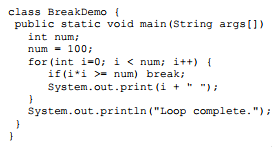 class BreakDemo {
public static void main(String args[])
int num;
num = 100;
for(int i=0; i < num; i++) {
if(i*i >= num) break;
System.out.print(i + " ");
}
System.out.println("Loop complete.");
}
}